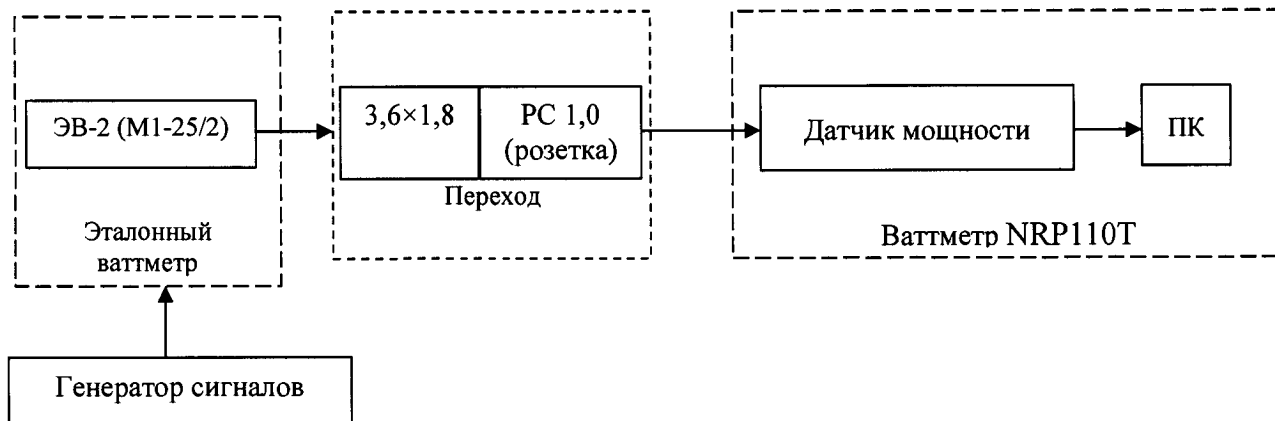 ЭВ-2 (М1-25/2)
Эталонный
ваттметр
3,6×1,8
РС 1,0
(розетка)
Переход
Датчик мощности
ПК
Ваттметр NRP110T
Генератор сигналов